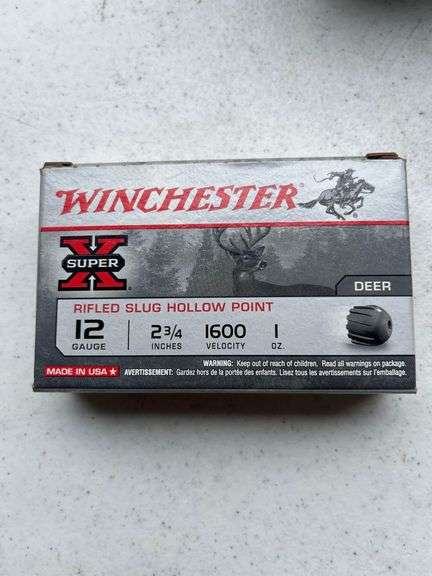 WINCHESTER
SUPER X
DEER
RIFLED SLUG HOLLOW POINT
12 2 3/4 1600 1
GAUGE INCHES VELOCITY OZ.
WARNING: Keep out of reach of children. Read all warnings on package.
MADE IN USA AVERTISSEMENT: Gardez hors de la portée des enfants. Lisez tous les avertissements sur l'emballage.